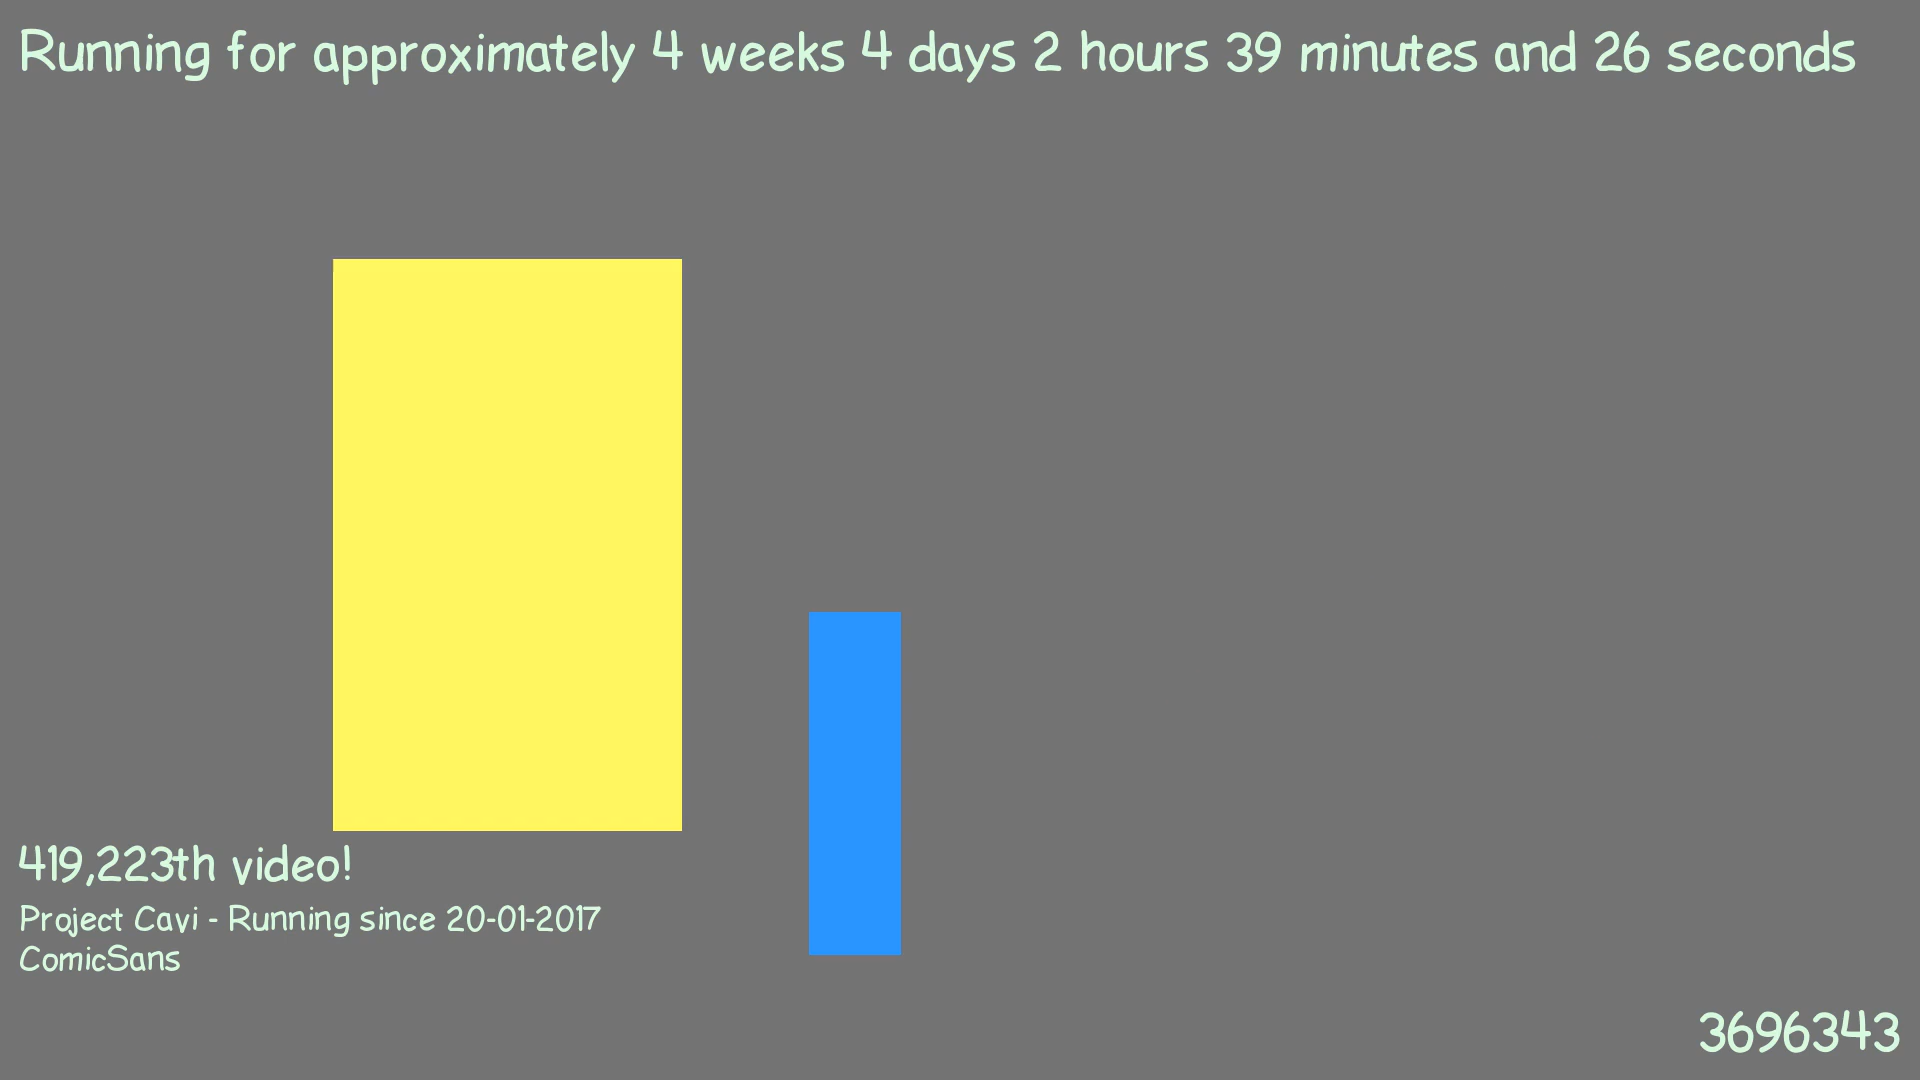 Running for approximately 4 weeks 4 days 2 hours 39 minutes and 26 seconds
419,223th video!
Project Cavi - Running since 20-01-2017
ComicSans
3696343